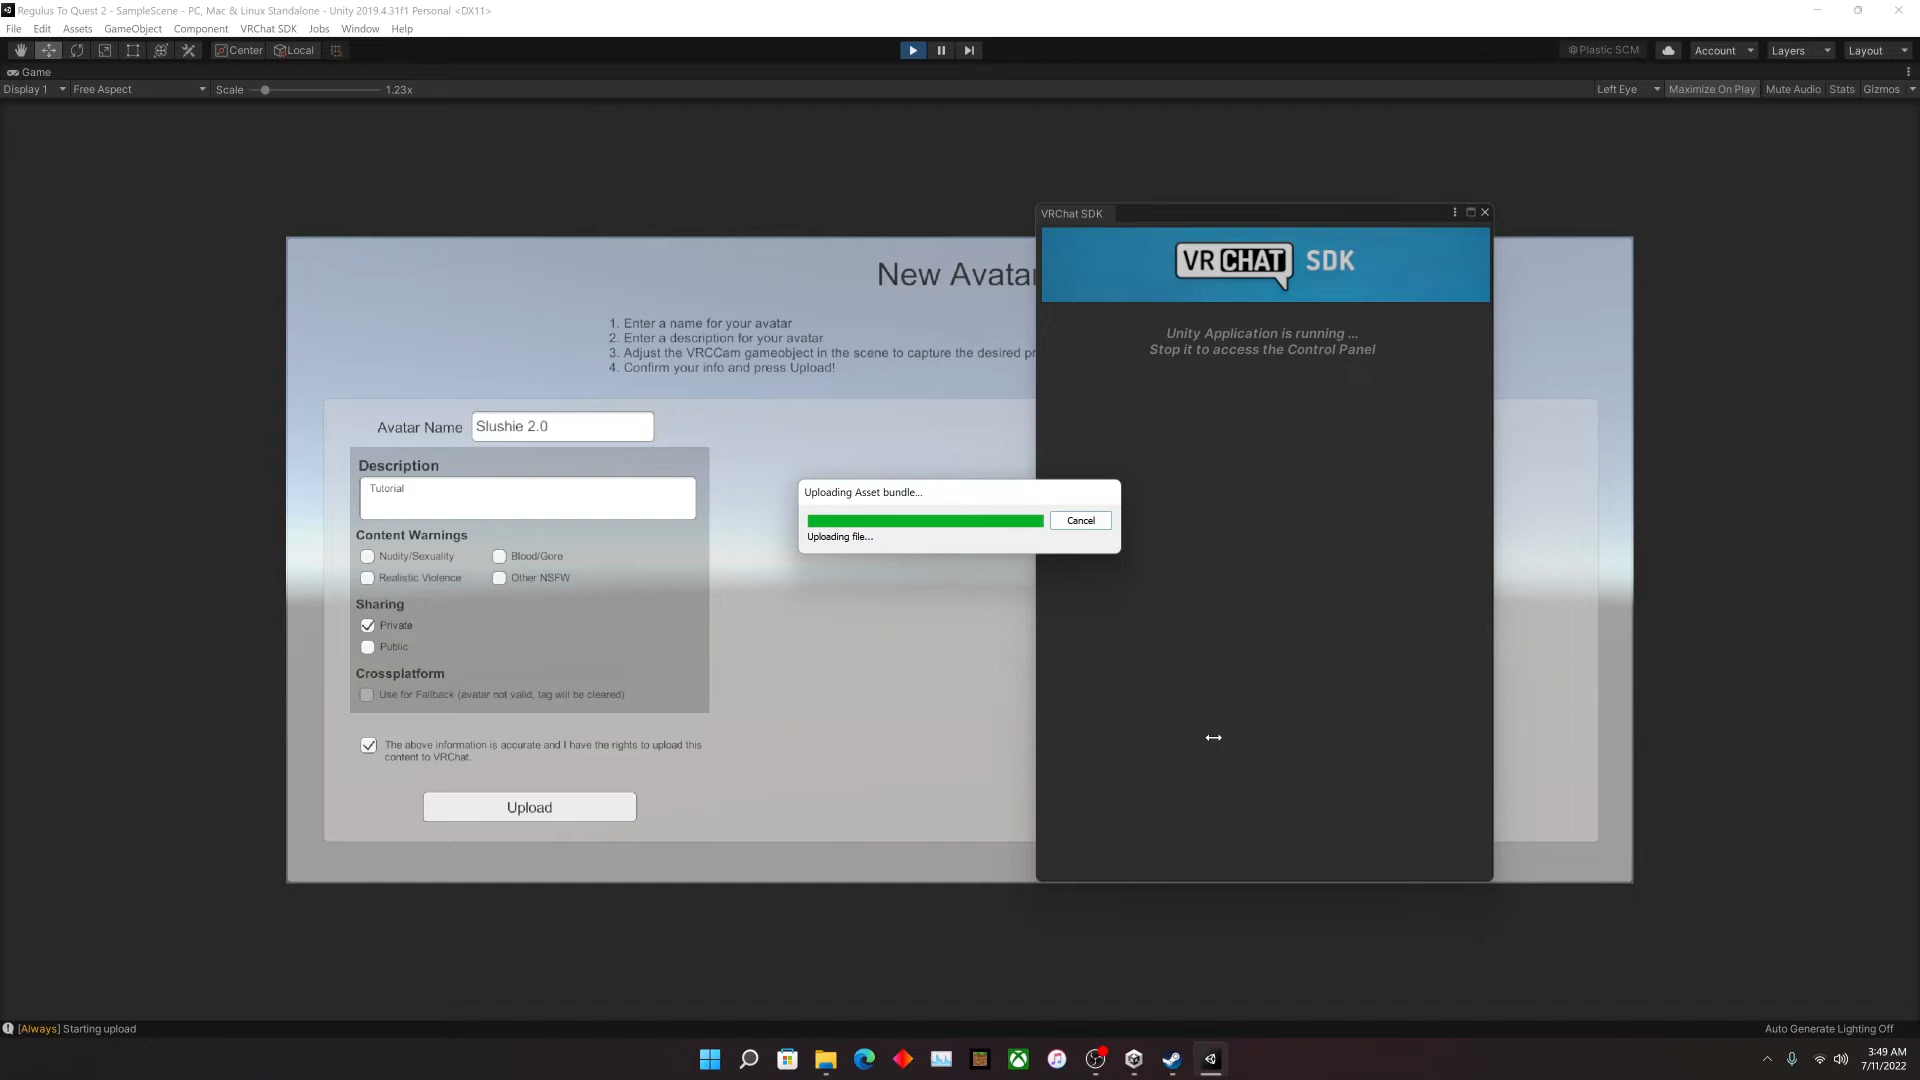 Regulus To Quest 2 - SampleScene - PC, Mac & Linux Standalone - Unity 2019.4.31f1 Personal <DX11>
File Edit Assets GameObject Component VRChat SDK Jobs Window Help
Center Local Plastic SCM Account Layers Layout
Game
Display 1 Free Aspect Scale 1.23x Left Eye Maximize On Play Mute Audio Stats Gizmos
VRChat SDK
VR CHAT SDK
Unity Application is running ...
Stop it to access the Control Panel
New Avatar
1. Enter a name for your avatar
2. Enter a description for your avatar
3. Adjust the VRCCam gameobject in the scene to capture the desired pr
4. Confirm your info and press Upload!
Avatar Name Slushie 2.0
Description
Tutorial
Content Warnings
Nudity/Sexuality Blood/Gore
Realistic Violence Other NSFW
Sharing
Private
Public
Crossplatform
Use for Fallback (avatar not valid, tag will be cleared)
The above information is accurate and I have the rights to upload this
content to VRChat.
Upload
Uploading Asset bundle...
Cancel
Uploading file...
[Always] Starting upload
Auto Generate Lighting Off
3:49 AM
7/11/2022